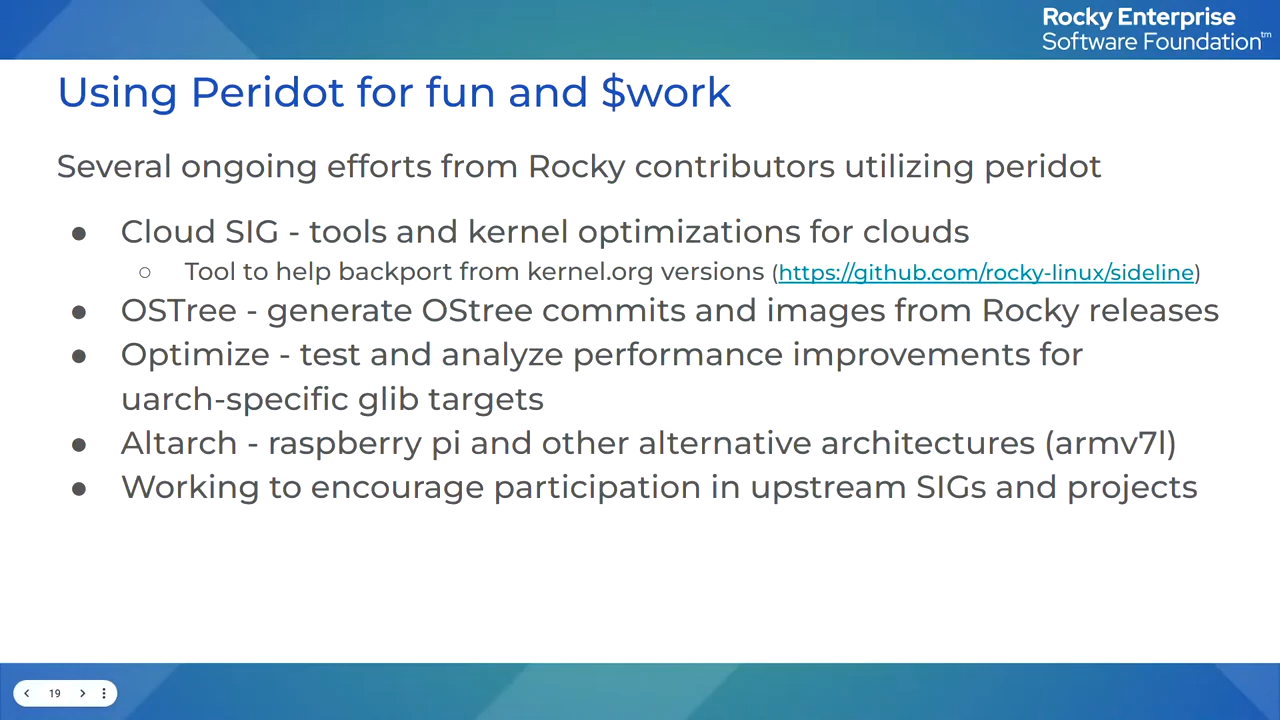 Rocky Enterprise
Software Foundation™
Using Peridot for fun and $work
Several ongoing efforts from Rocky contributors utilizing peridot
● Cloud SIG - tools and kernel optimizations for clouds
○ Tool to help backport from kernel.org versions (https://github.com/rocky-linux/sideline)
● OSTree - generate OStree commits and images from Rocky releases
● Optimize - test and analyze performance improvements for
uarch-specific glib targets
● Altarch - raspberry pi and other alternative architectures (armv7l)
● Working to encourage participation in upstream SIGs and projects
19